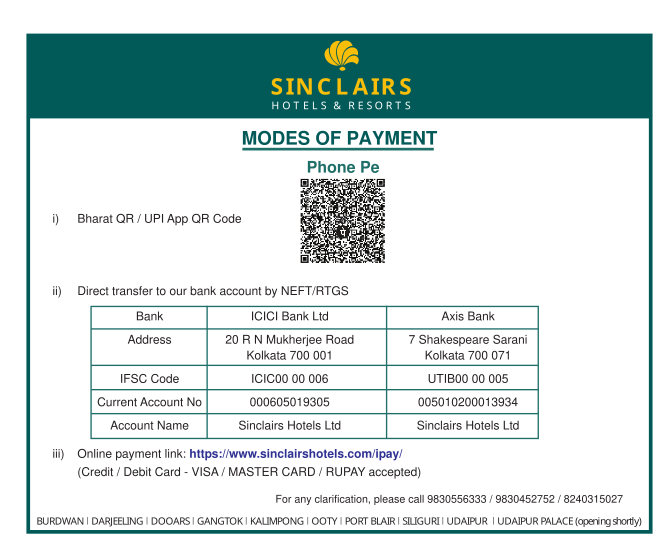 SINCLAIRS
HOTELS & RESORTS
MODES OF PAYMENT
Phone Pe
i) Bharat QR / UPI App QR Code
ii) Direct transfer to our bank account by NEFT/RTGS
Bank ICICI Bank Ltd Axis Bank
Address 20 R N Mukherjee Road 7 Shakespeare Sarani
Kolkata 700 001 Kolkata 700 071
IFSC Code ICIC00 00 006 UTIB00 00 005
Current Account No 000605019305 005010200013934
Account Name Sinclairs Hotels Ltd Sinclairs Hotels Ltd
iii) Online payment link: https://www.sinclairshotels.com/ipay/
(Credit / Debit Card - VISA / MASTER CARD / RUPAY accepted)
For any clarification, please call 9830556333 / 9830452752 / 8240315027
BURDWAN | DARJEELING | DOOARS | GANGTOK | KALIMPONG | OOTY | PORT BLAIR | SILIGURI | UDAIPUR | UDAIPUR PALACE (opening shortly)